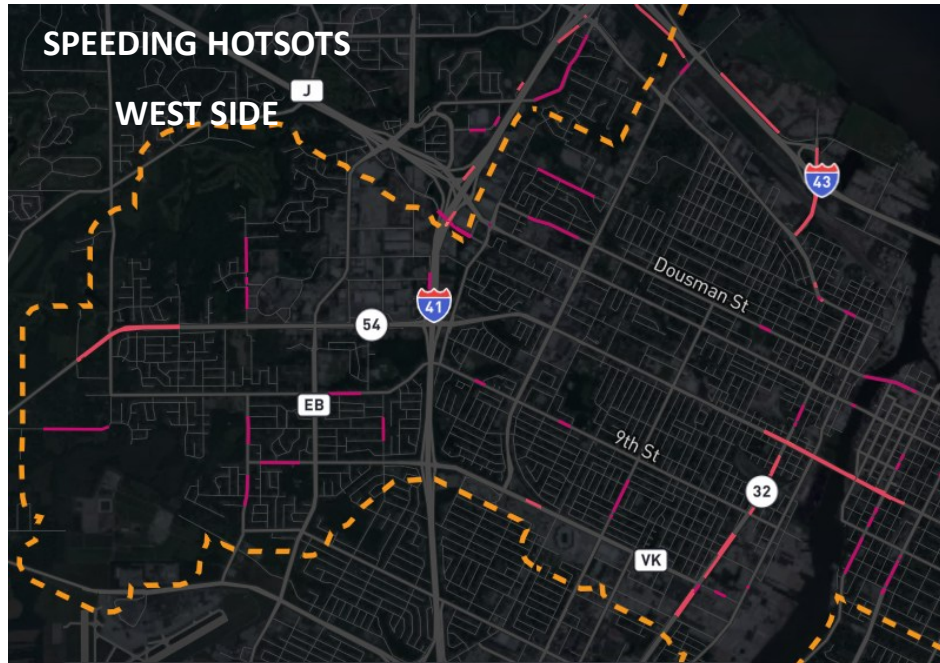 SPEEDING HOTSOTS
WEST SIDE
J
43
Dousman St
41
54
EB
9th St
32
VK